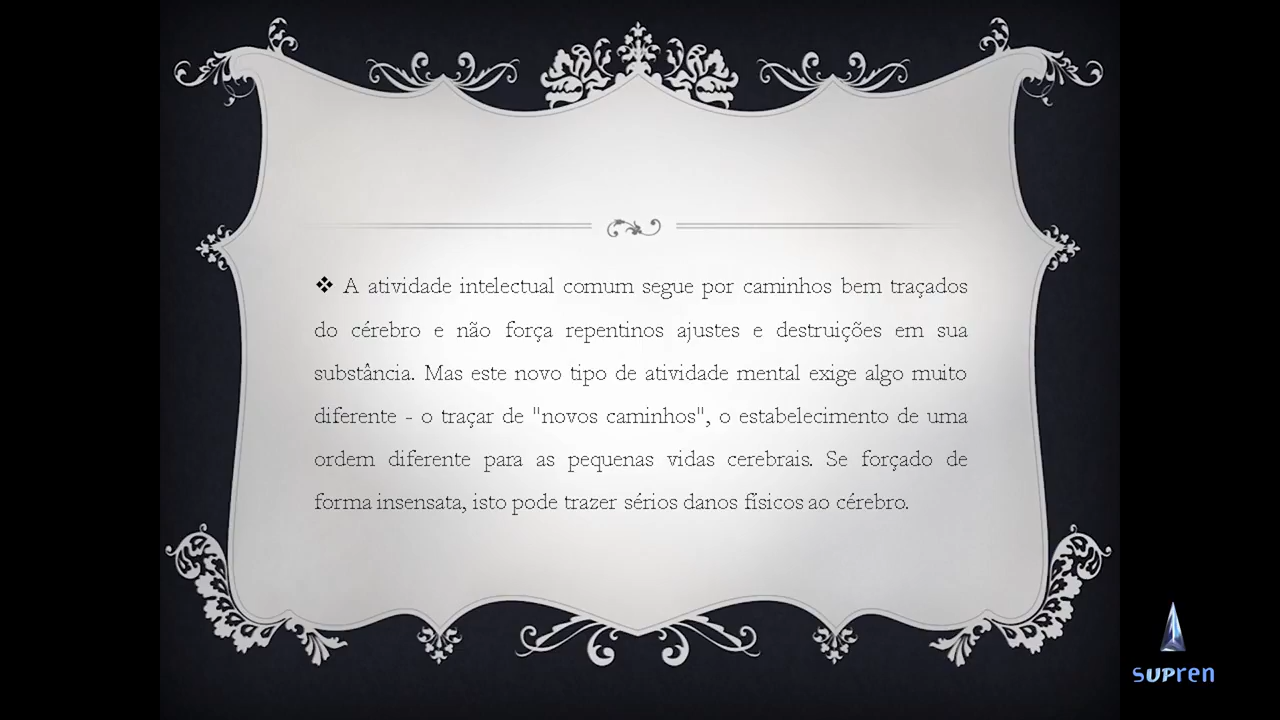 ❖ A atividade intelectual comum segue por caminhos bem traçados
do cérebro e não força repentinos ajustes e destruições em sua
substância. Mas este novo tipo de atividade mental exige algo muito
diferente - o traçar de "novos caminhos", o estabelecimento de uma
ordem diferente para as pequenas vidas cerebrais. Se forçado de
forma insensata, isto pode trazer sérios danos físicos ao cérebro.
supren